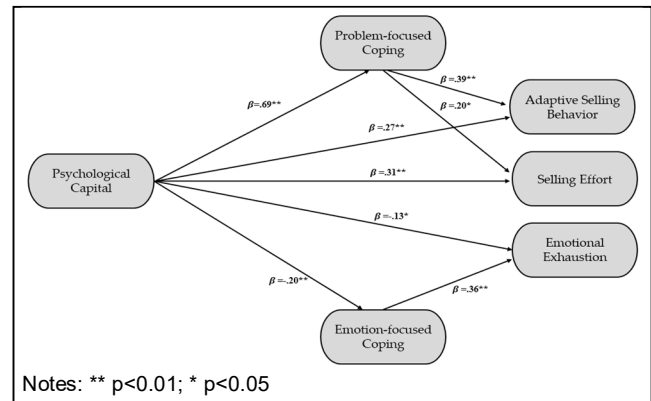 Problem-focused
Coping
β=.39**
β=.69**
β=.20*
Adaptive Selling
Behavior
β=.27**
Psychological
Capital
β=.31**
Selling Effort
β=-.13*
Emotional
Exhaustion
β=-.20**
β=.36**
Emotion-focused
Coping
Notes: ** p<0.01; * p<0.05